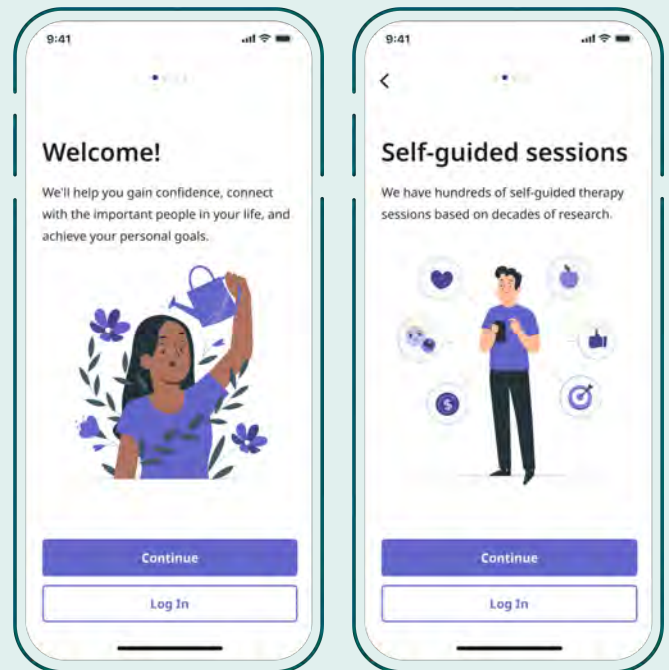 9:41
Welcome!
We'll help you gain confidence, connect
with the important people in your life, and
achieve your personal goals.
Continue
Log In
9:41
Self-guided sessions
We have hundreds of self-guided therapy
sessions based on decades of research.
$
Continue
Log In